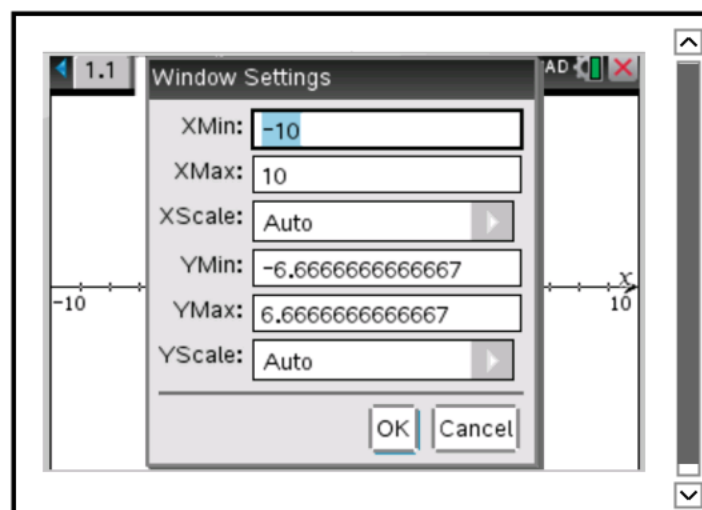 1.1
AD
Window Settings
XMin: -10
XMax: 10
XScale: Auto
YMin: -6.6666666666667
YMax: 6.6666666666667
YScale: Auto
-10
x
10
OK Cancel